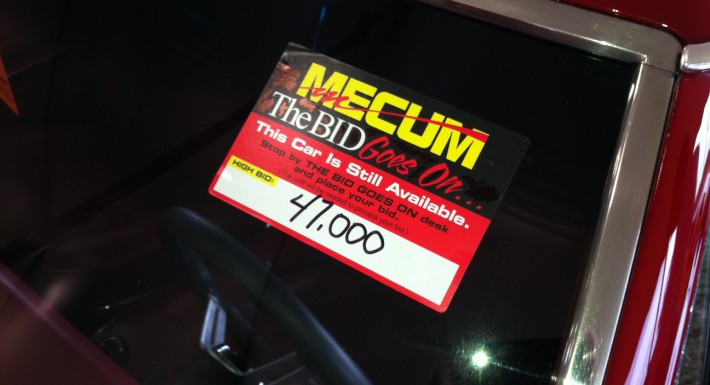 MECUM
The BID Goes On...
This Car Is Still Available.
Stop by THE BID GOES ON desk
and place your bid.
HIGH BID:
47,000